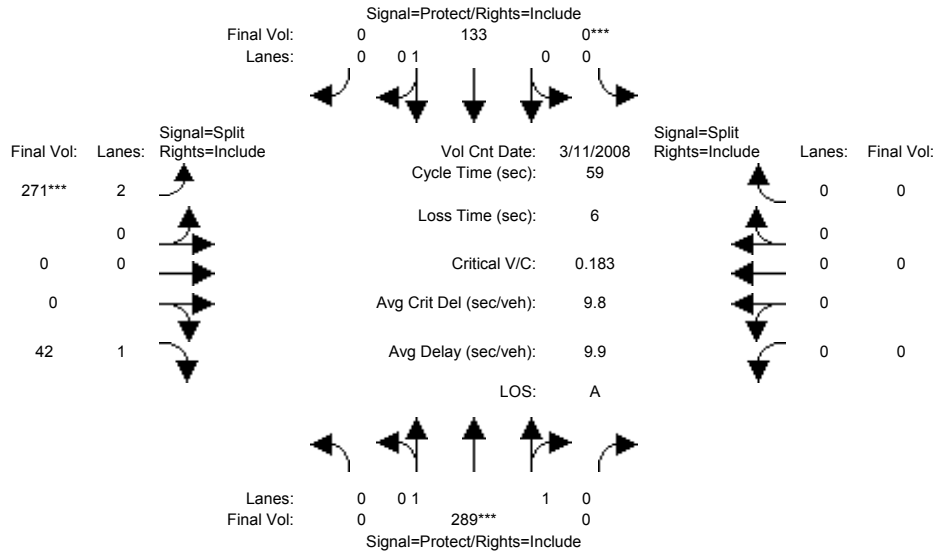 Signal=Protect/Rights=Include
Final Vol: 0 133 0***
Lanes: 0 0 1 0 0
Signal=Split Signal=Split
Final Vol: Lanes: Rights=Include Vol Cnt Date: 3/11/2008 Rights=Include Lanes: Final Vol:
Cycle Time (sec): 59
271*** 2 0 0
Loss Time (sec): 6
0 0
0 0 Critical V/C: 0.183 0 0
0 Avg Crit Del (sec/veh): 9.8 0
42 1 Avg Delay (sec/veh): 9.9 0 0
LOS: A
Lanes: 0 0 1 1 0
Final Vol: 0 289*** 0
Signal=Protect/Rights=Include